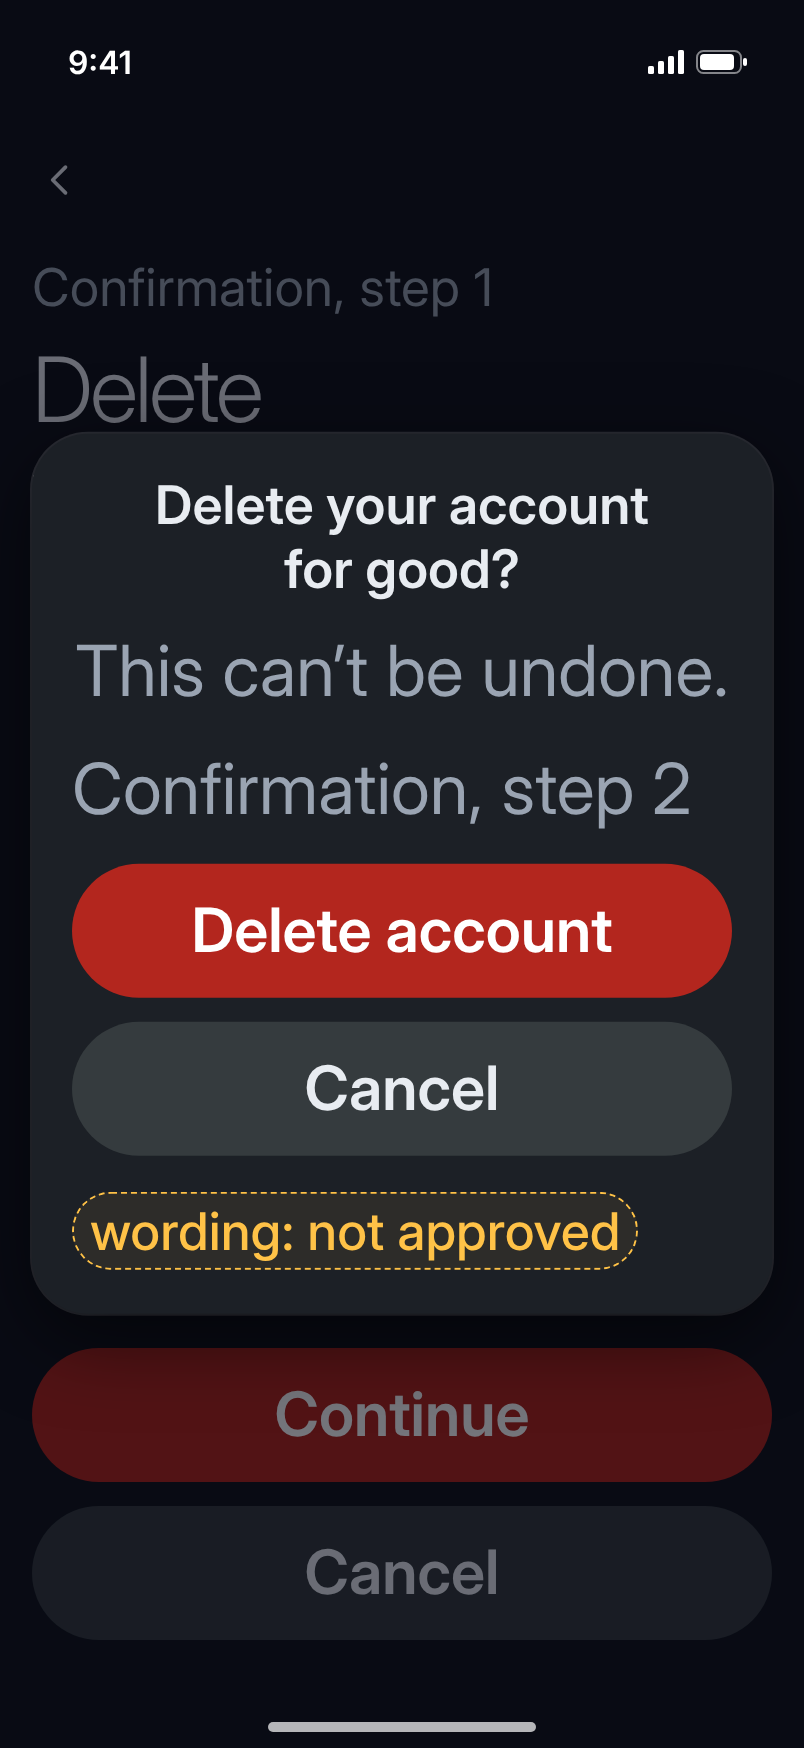 9:41
Confirmation, step 1
Delete
Delete your account
for good?
This can’t be undone.
Confirmation, step 2
Delete account
Cancel
wording: not approved
Continue
Cancel